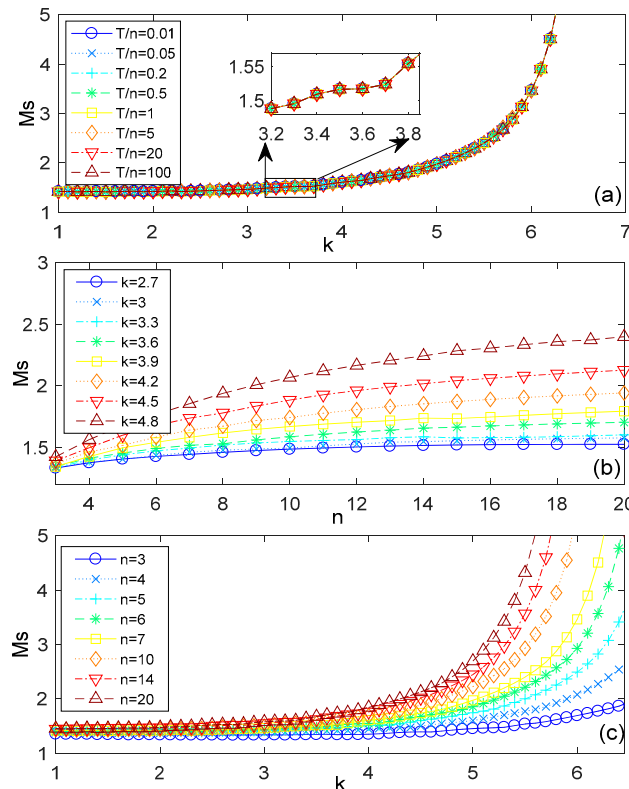 5
4
3
2
1
Ms
T/n=0.01
T/n=0.05
T/n=0.2
T/n=0.5
T/n=1
T/n=5
T/n=20
T/n=100
1.55
1.5
3.2 3.4 3.6 3.8
(a)
1 2 3 4 5 6 7
k
3
2.5
2
1.5
Ms
k=2.7
k=3
k=3.3
k=3.6
k=3.9
k=4.2
k=4.5
k=4.8
(b)
4 6 8 10 12 14 16 18 20
n
5
4
3
2
1
Ms
n=3
n=4
n=5
n=6
n=7
n=10
n=14
n=20
(c)
1 2 3 4 5 6
k